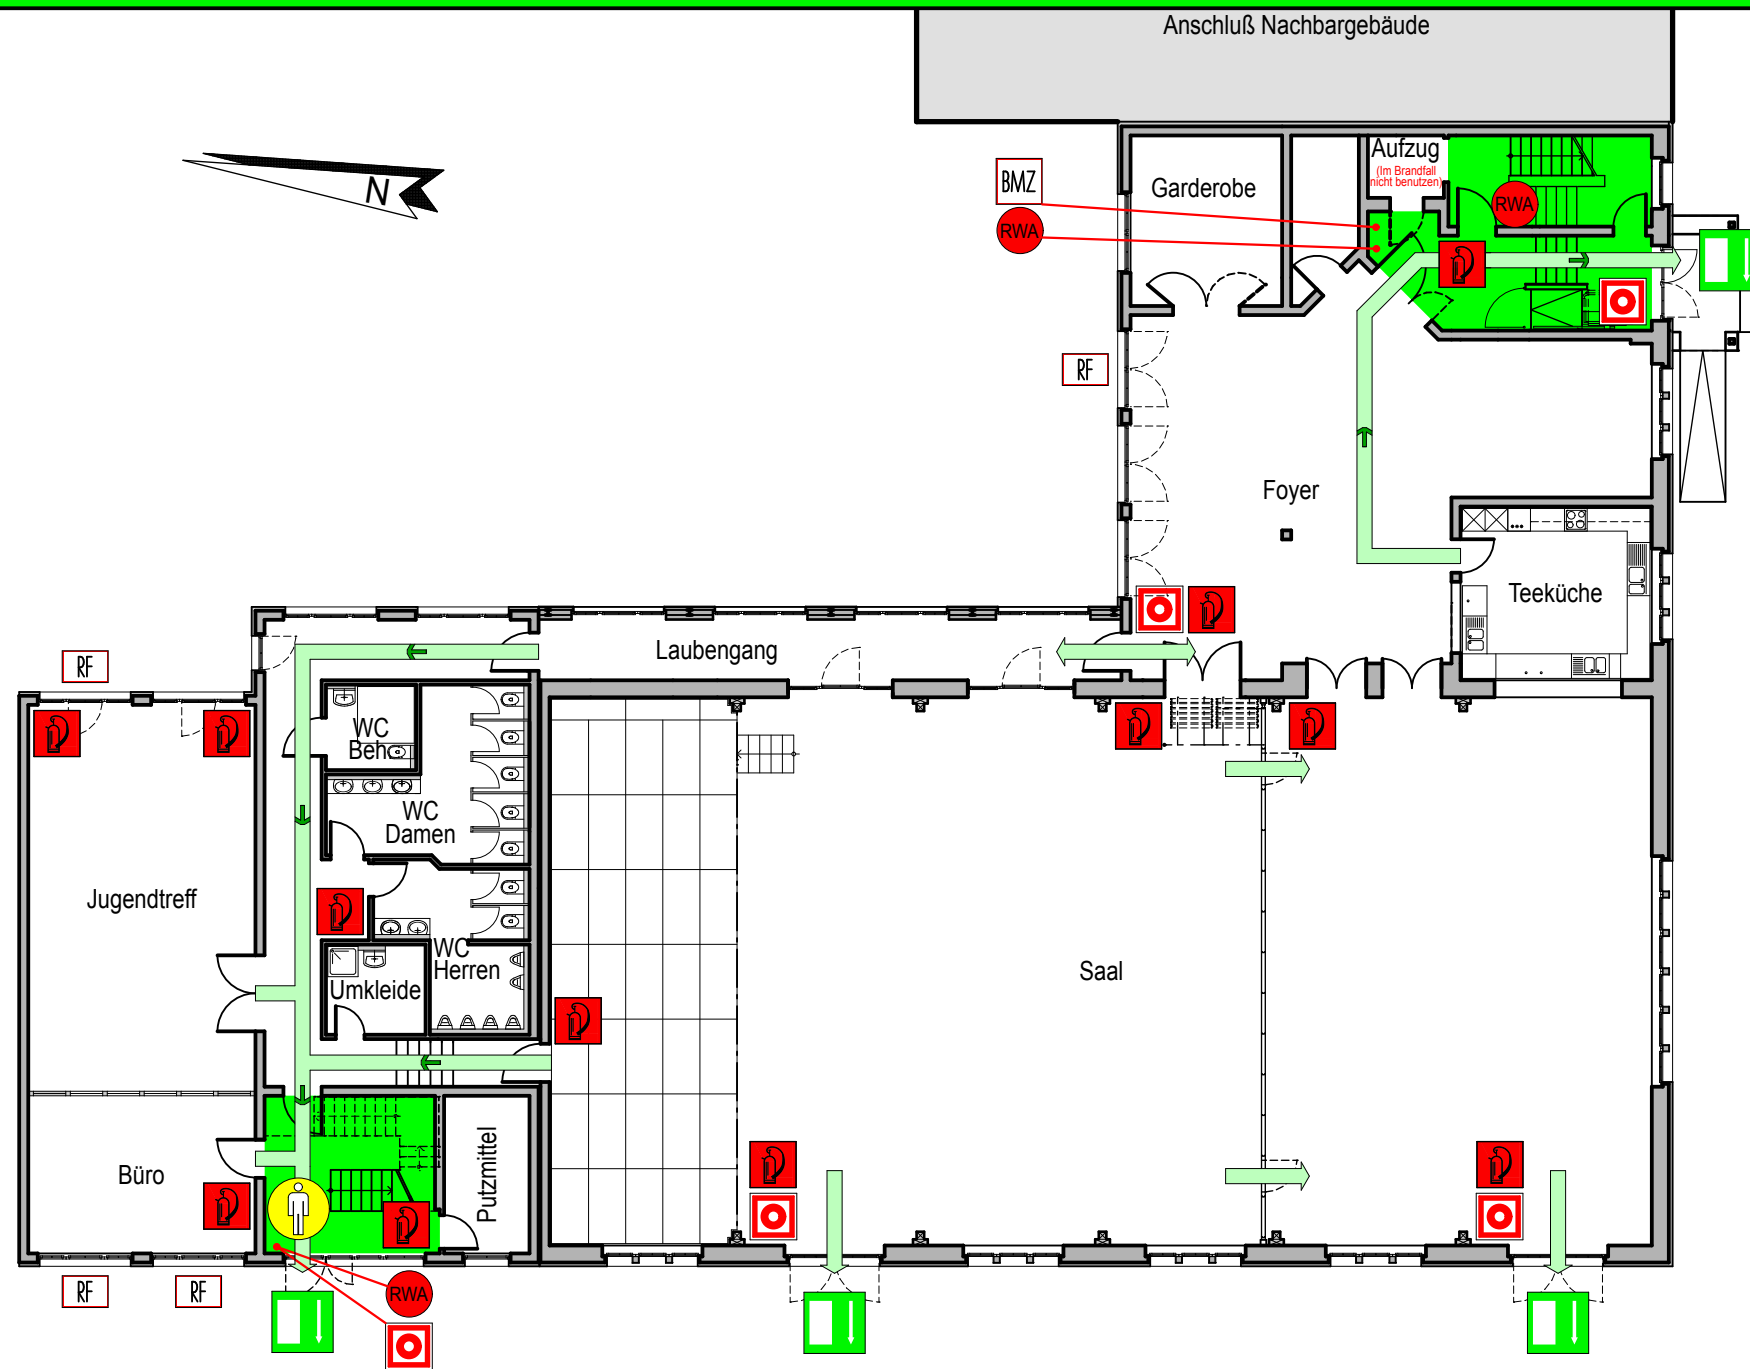 Anschluß Nachbargebäude
N
BMZ
RWA
Garderobe
Aufzug
(Im Brandfall
nicht benutzen)
RWA
RF
Foyer
Teeküche
Laubengang
RF
WC
Beh.
WC
Damen
Jugendtreff
WC
Herren
Umkleide
Saal
Büro
Putzmittel
RF
RF
RWA